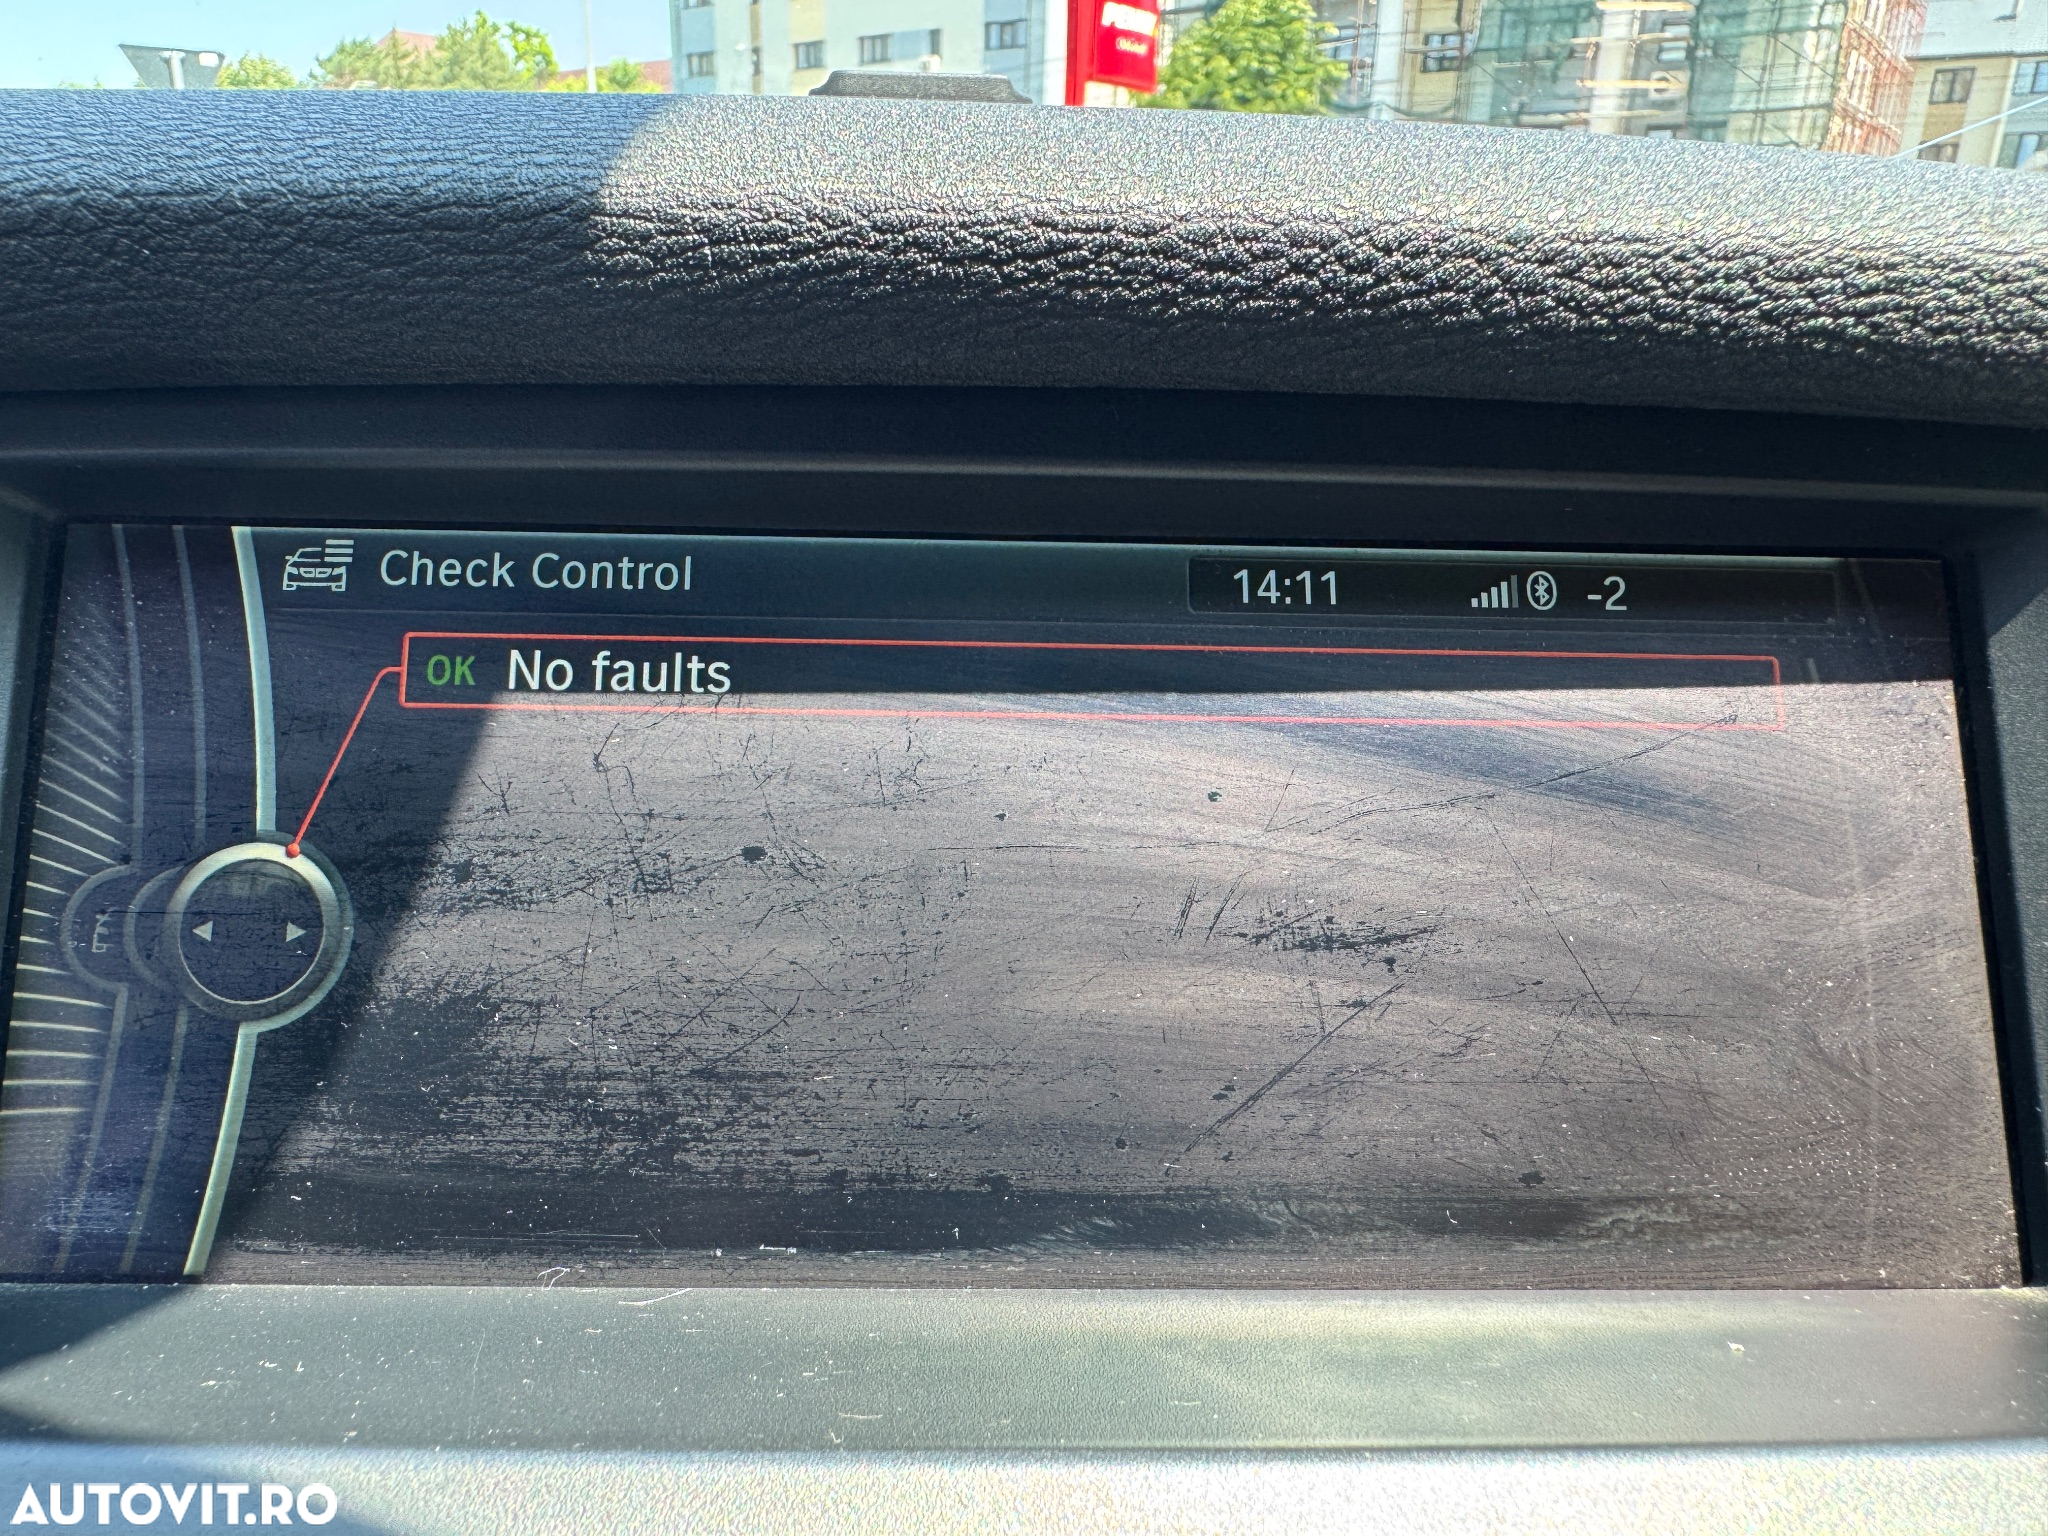 Check Control
14:11
-2
OK No faults
AUTOVIT.RO